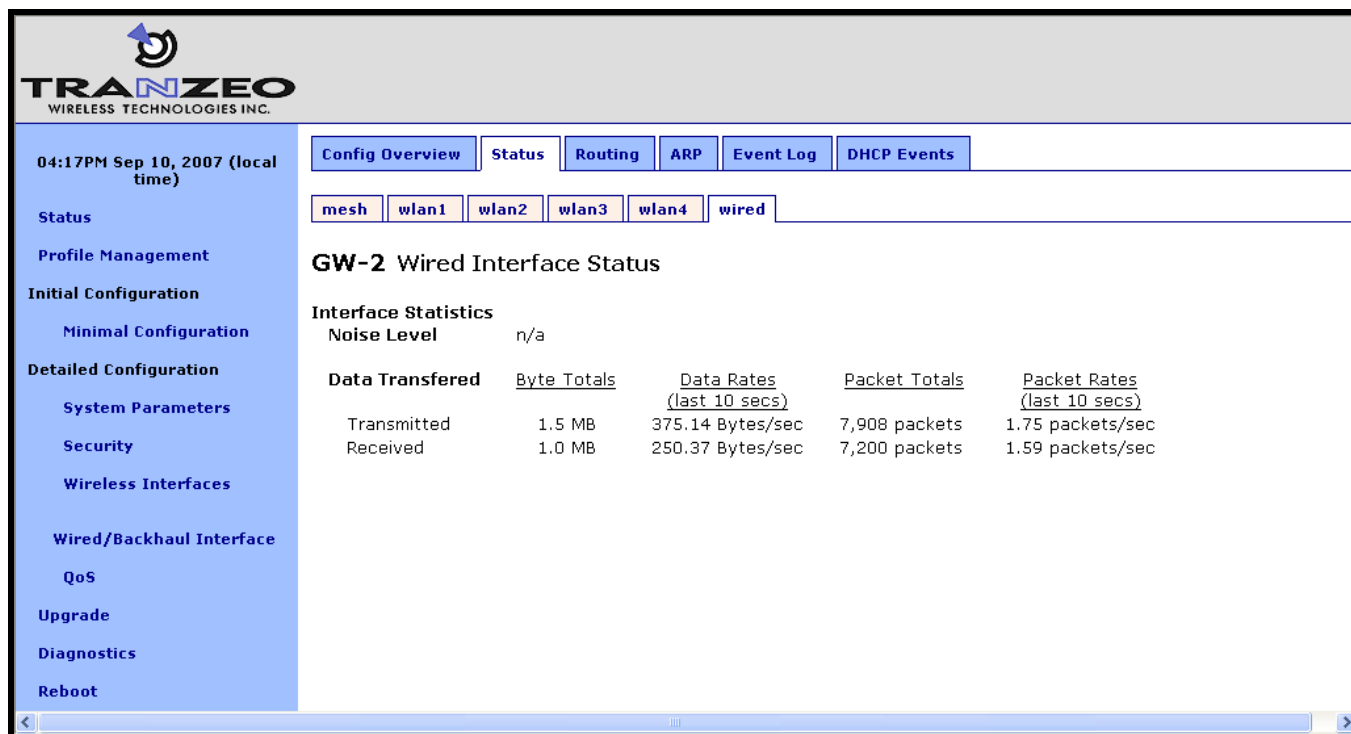 TRANZEO
WIRELESS TECHNOLOGIES INC.
04:17PM Sep 10, 2007 (local
time)
Status
Profile Management
Initial Configuration
Minimal Configuration
Detailed Configuration
System Parameters
Security
Wireless Interfaces
Wired/Backhaul Interface
QoS
Upgrade
Diagnostics
Reboot
Config Overview Status Routing ARP Event Log DHCP Events
mesh wlan1 wlan2 wlan3 wlan4 wired
GW-2 Wired Interface Status
Interface Statistics
Noise Level n/a
Data Transfered Byte Totals Data Rates Packet Totals Packet Rates
(last 10 secs) (last 10 secs)
Transmitted 1.5 MB 375.14 Bytes/sec 7,908 packets 1.75 packets/sec
Received 1.0 MB 250.37 Bytes/sec 7,200 packets 1.59 packets/sec